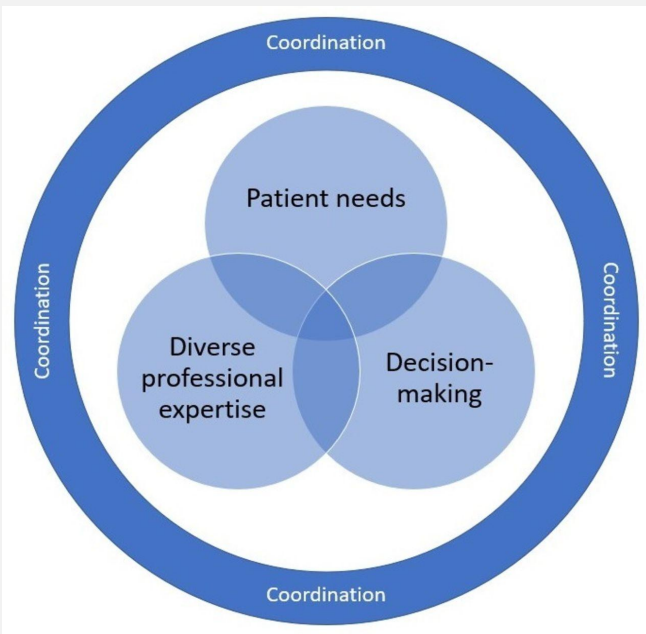 Coordination
Patient needs
Coordination
Coordination
Diverse
professional
expertise
Decision-
making
Coordination